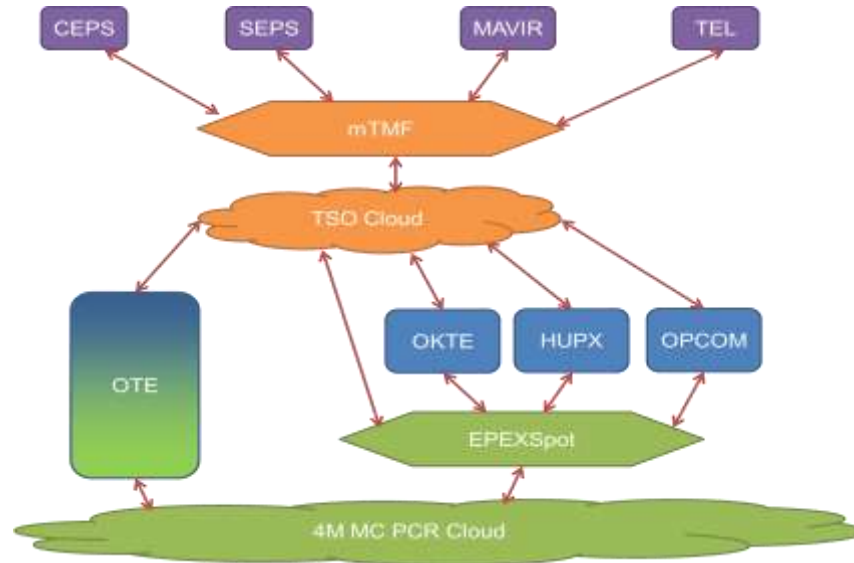 CEPS
SEPS
MAVIR
TEL
mTMF
TSO Cloud
OKTE
HUPX
OPCOM
OTE
EPEXSpot
4M MC PCR Cloud